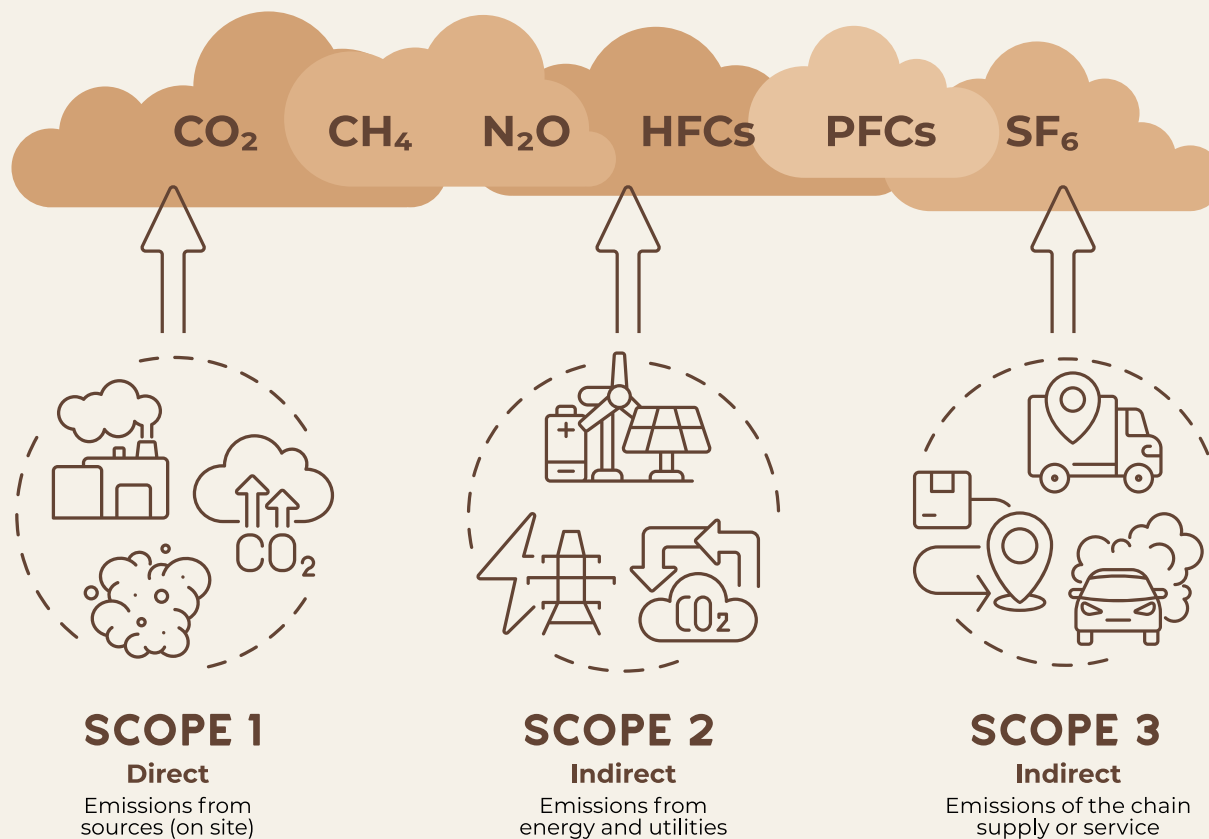 CO₂ CH₄ N₂O HFCs PFCs SF₆
CO₂
CO₂
SCOPE 1
Direct
Emissions from
sources (on site)
SCOPE 2
Indirect
Emissions from
energy and utilities
SCOPE 3
Indirect
Emissions of the chain
supply or service